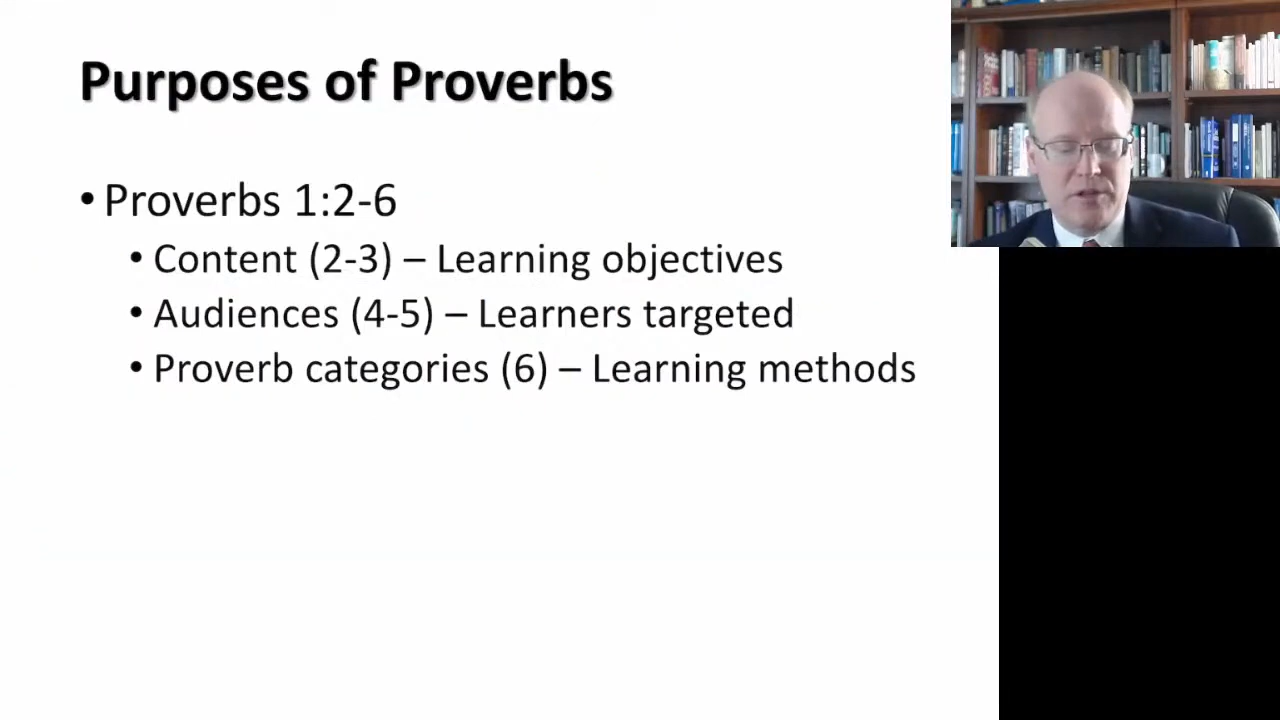 Purposes of Proverbs
• Proverbs 1:2-6
• Content (2-3) – Learning objectives
• Audiences (4-5) – Learners targeted
• Proverb categories (6) – Learning methods